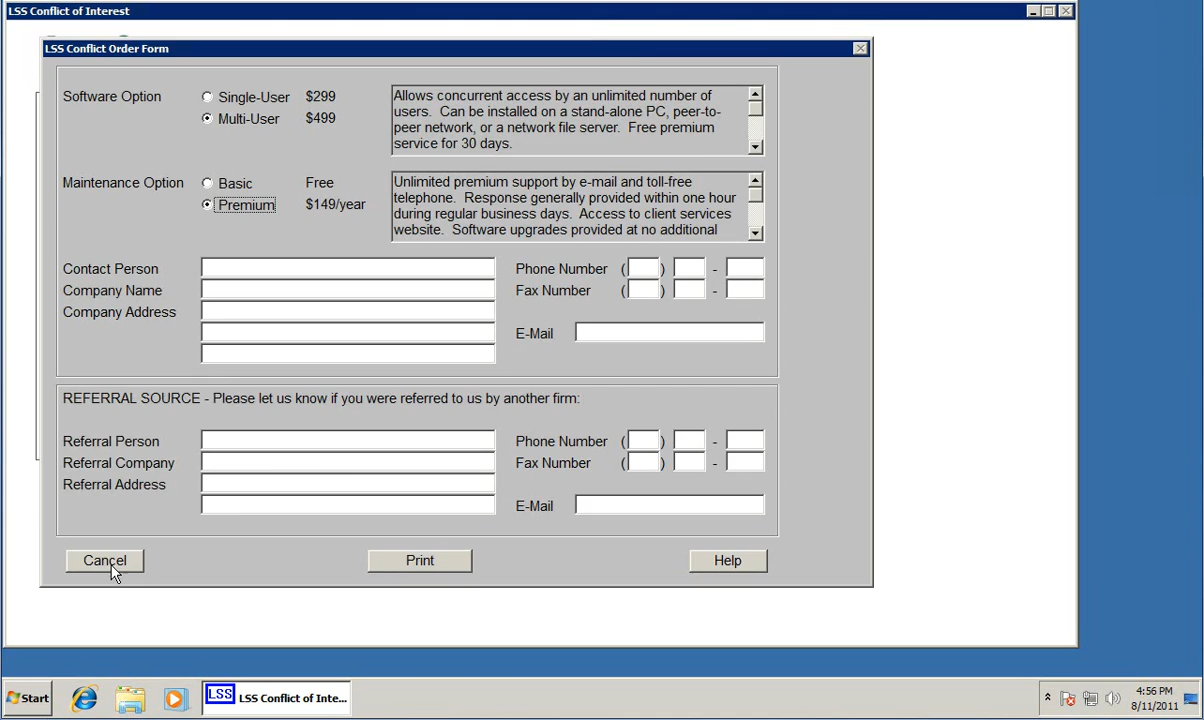 LSS Conflict of Interest
LSS Conflict Order Form
Software Option
Single-User $299
Multi-User $499
Allows concurrent access by an unlimited number of
users. Can be installed on a stand-alone PC, peer-to-
peer network, or a network file server. Free premium
service for 30 days.
Maintenance Option
Basic Free
Premium $149/year
Unlimited premium support by e-mail and toll-free
telephone. Response generally provided within one hour
during regular business days. Access to client services
website. Software upgrades provided at no additional
Contact Person
Company Name
Company Address
Phone Number ( ) -
Fax Number ( ) -
E-Mail
REFERRAL SOURCE - Please let us know if you were referred to us by another firm:
Referral Person
Referral Company
Referral Address
Phone Number ( ) -
Fax Number ( ) -
E-Mail
Cancel
Print
Help
Start
LSS LSS Conflict of Inte...
4:56 PM
8/11/2011